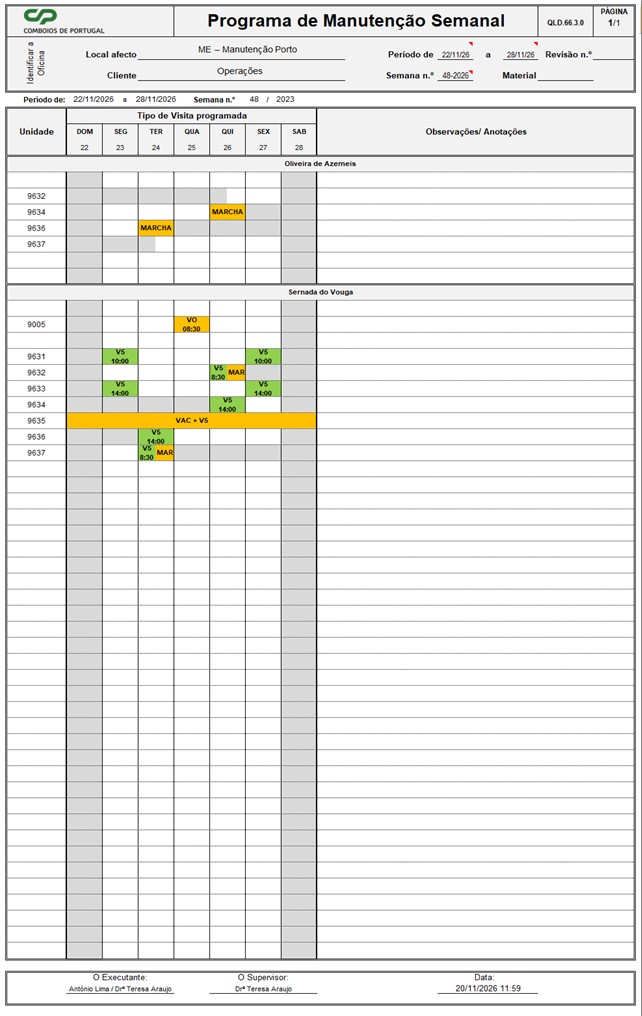 CP
COMBOIOS DE PORTUGAL
Programa de Manutenção Semanal
QLD.66.3.0
PÁGINA
1/1
Identificar a Oficina
Local afecto ME – Manutenção Porto
Período de 22/11/26 a 28/11/26 Revisão n.º
Cliente Operações
Semana n.º 48-2026 Material
Período de: 22/11/2026 a 28/11/2026 Semana n.º 48 / 2023
Unidade
Tipo de Visita programada
Observações/ Anotações
DOM SEG TER QUA QUI SEX SAB
22 23 24 25 26 27 28
Oliveira de Azemeis
9632
9634 MARCHA
9636 MARCHA
9637
Sernada do Vouga
9005 VO 08:30
9631 V5 10:00 V5 10:00
9632 V5 8:30 MAR
9633 V5 14:00 V5 14:00
9634 V5 14:00
9635 VAC + V5
9636 V5 14:00
9637 V5 8:30 MAR
O Executante: O Supervisor: Data:
António Lima / Drª Teresa Araujo Drª Teresa Araujo 20/11/2026 11:59